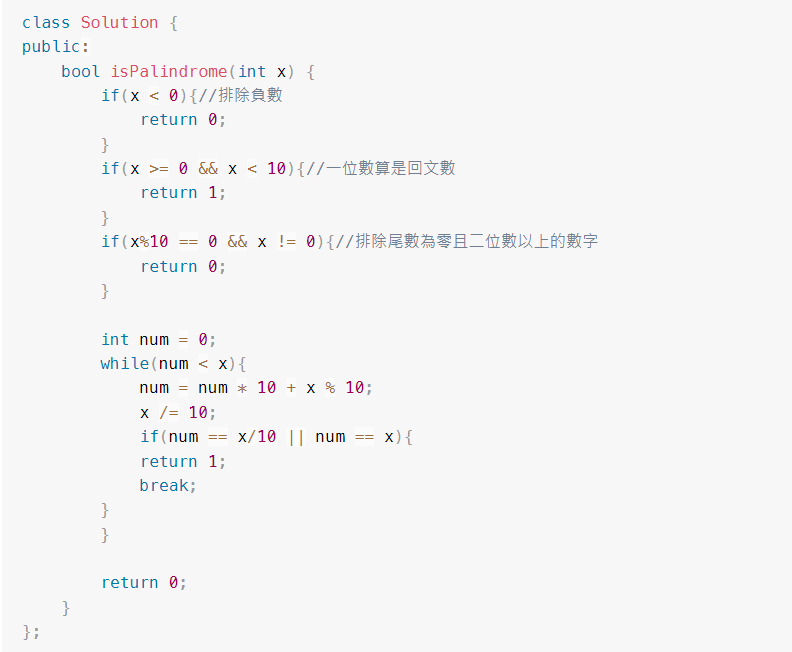 class Solution {
public:
    bool isPalindrome(int x) {
        if(x < 0){//排除負數
            return 0;
        }
        if(x >= 0 && x < 10){//一位數算是回文數
            return 1;
        }
        if(x%10 == 0 && x != 0){//排除尾數為零且二位數以上的數字
            return 0;
        }

        int num = 0;
        while(num < x){
            num = num * 10 + x % 10;
            x /= 10;
            if(num == x/10 || num == x){
            return 1;
            break;
        }
        }

        return 0;
    }
};